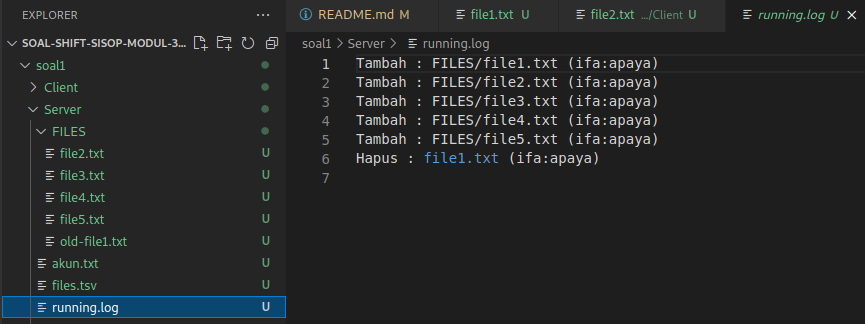 EXPLORER
SOAL-SHIFT-SISOP-MODUL-3...
soal1
Client
Server
FILES
file2.txt U
file3.txt U
file4.txt U
file5.txt U
old-file1.txt U
akun.txt U
files.tsv U
running.log U
README.md M
file1.txt U
file2.txt .../Client U
running.log U
soal1 > Server > running.log
1 Tambah : FILES/file1.txt (ifa:apaya)
2 Tambah : FILES/file2.txt (ifa:apaya)
3 Tambah : FILES/file3.txt (ifa:apaya)
4 Tambah : FILES/file4.txt (ifa:apaya)
5 Tambah : FILES/file5.txt (ifa:apaya)
6 Hapus : file1.txt (ifa:apaya)
7